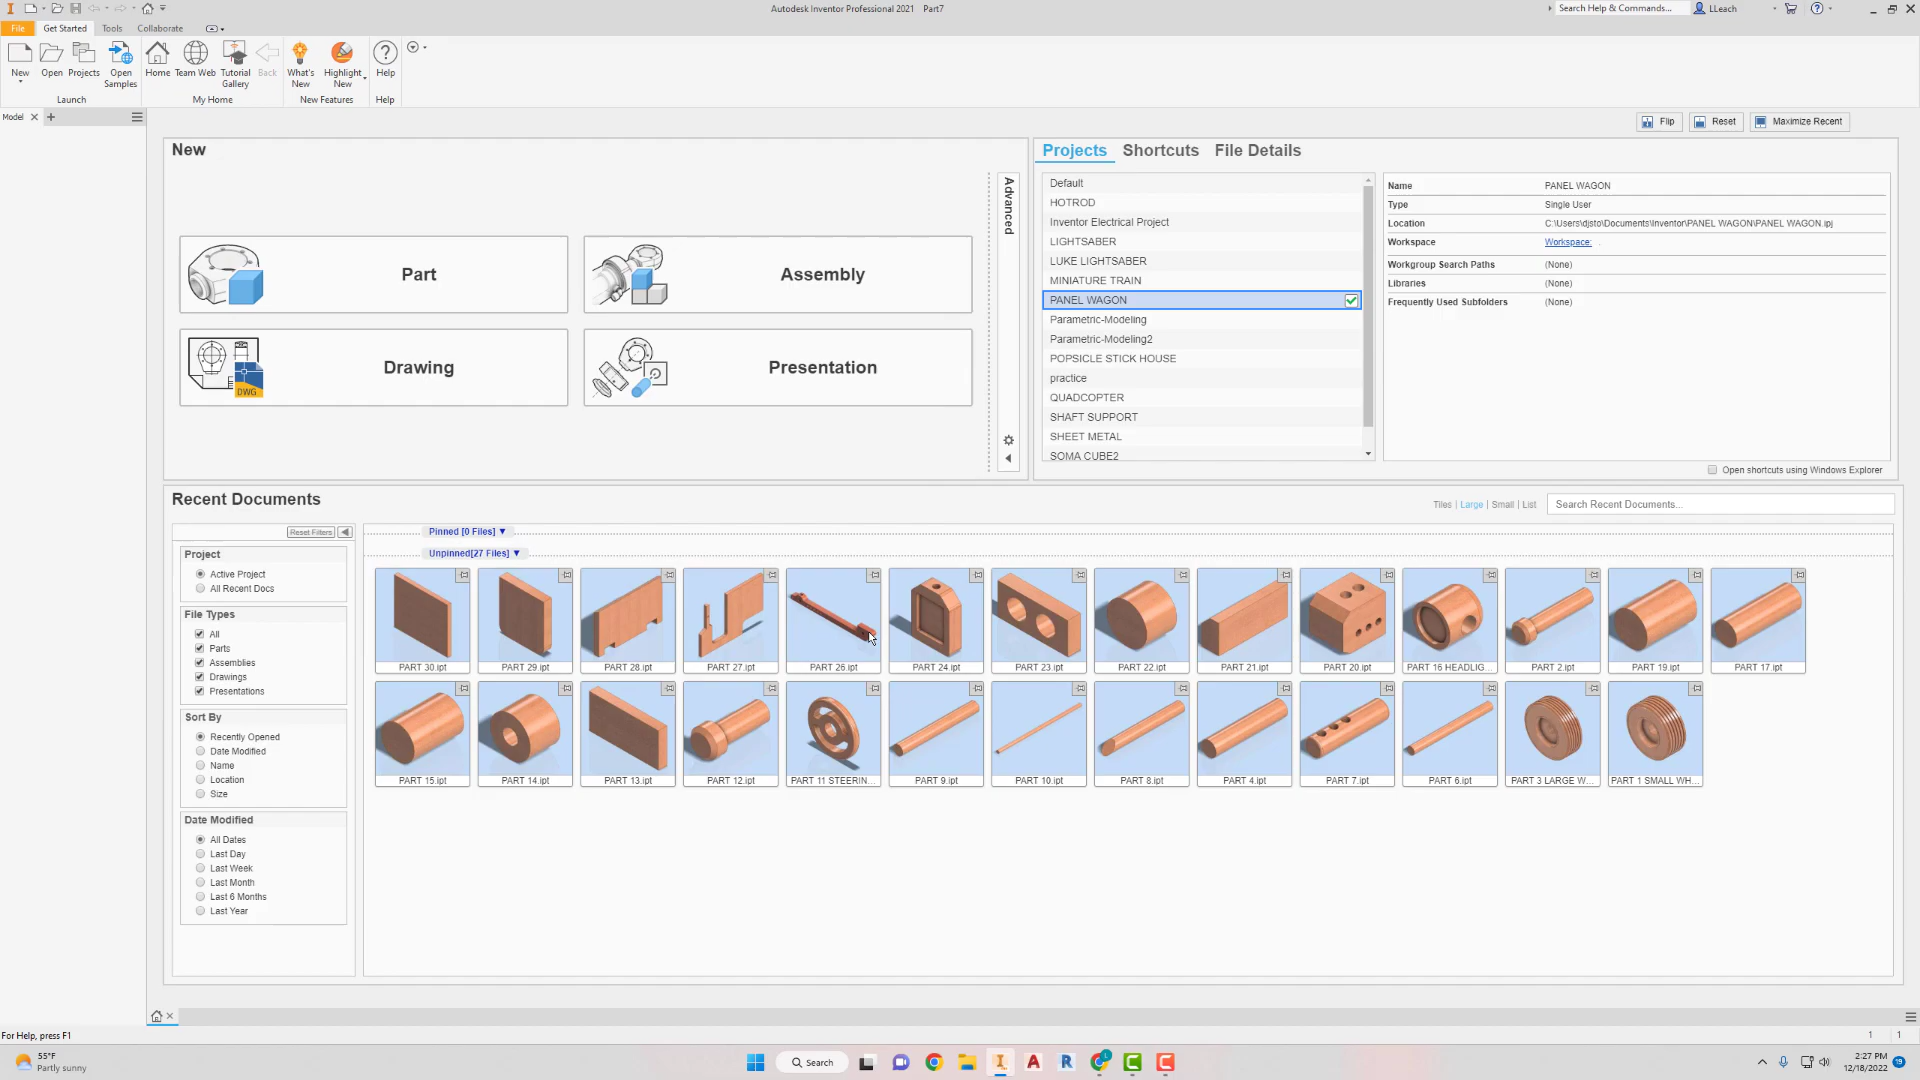 Autodesk Inventor Professional 2021 Part7
Search Help & Commands...
LLeach
File
Get Started
Tools
Collaborate
New
Open
Projects
Open Samples
Home
Team Web
Tutorial Gallery
Back
What's New
Highlight New
Help
Launch
My Home
New Features
Help
Model
Flip
Reset
Maximize Recent
New
Part
Assembly
Drawing
DWG
Presentation
Advanced
Projects
Shortcuts
File Details
Default
HOTROD
Inventor Electrical Project
LIGHTSABER
LUKE LIGHTSABER
MINIATURE TRAIN
PANEL WAGON
Parametric-Modeling
Parametric-Modeling2
POPSICLE STICK HOUSE
practice
QUADCOPTER
SHAFT SUPPORT
SHEET METAL
SOMA CUBE2
Name PANEL WAGON
Type Single User
Location C:\Users\djsto\Documents\Inventor\PANEL WAGON\PANEL WAGON.ipj
Workspace Workspace: .
Workgroup Search Paths (None)
Libraries (None)
Frequently Used Subfolders (None)
Open shortcuts using Windows Explorer
Recent Documents
Tiles | Large | Small | List
Search Recent Documents...
Reset Filters
Project
Active Project
All Recent Docs
File Types
All
Parts
Assemblies
Drawings
Presentations
Sort By
Recently Opened
Date Modified
Name
Location
Size
Date Modified
All Dates
Last Day
Last Week
Last Month
Last 6 Months
Last Year
Pinned [0 Files] ▼
Unpinned[27 Files] ▼
PART 30.ipt
PART 29.ipt
PART 28.ipt
PART 27.ipt
PART 26.ipt
PART 24.ipt
PART 23.ipt
PART 22.ipt
PART 21.ipt
PART 20.ipt
PART 16 HEADLIG...
PART 2.ipt
PART 19.ipt
PART 17.ipt
PART 15.ipt
PART 14.ipt
PART 13.ipt
PART 12.ipt
PART 11 STEERIN...
PART 9.ipt
PART 10.ipt
PART 8.ipt
PART 4.ipt
PART 7.ipt
PART 6.ipt
PART 3 LARGE W...
PART 1 SMALL WH...
For Help, press F1
1 1
55°F
Partly sunny
Search
2:27 PM
12/18/2022
19